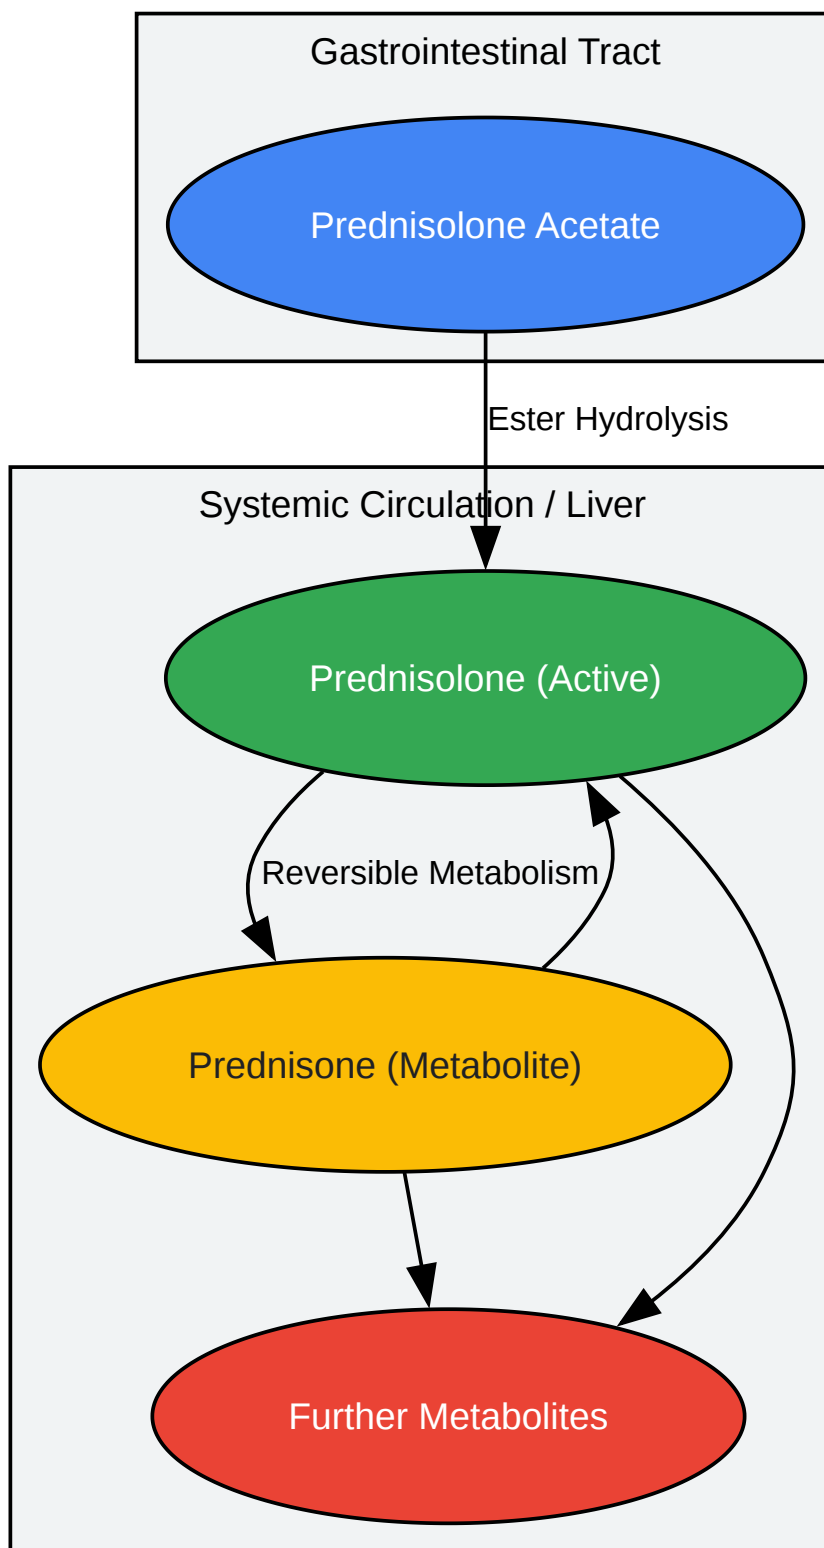 Gastrointestinal Tract
Prednisolone Acetate
Ester Hydrolysis
Systemic Circulation / Liver
Prednisolone (Active)
Reversible Metabolism
Prednisone (Metabolite)
Further Metabolites